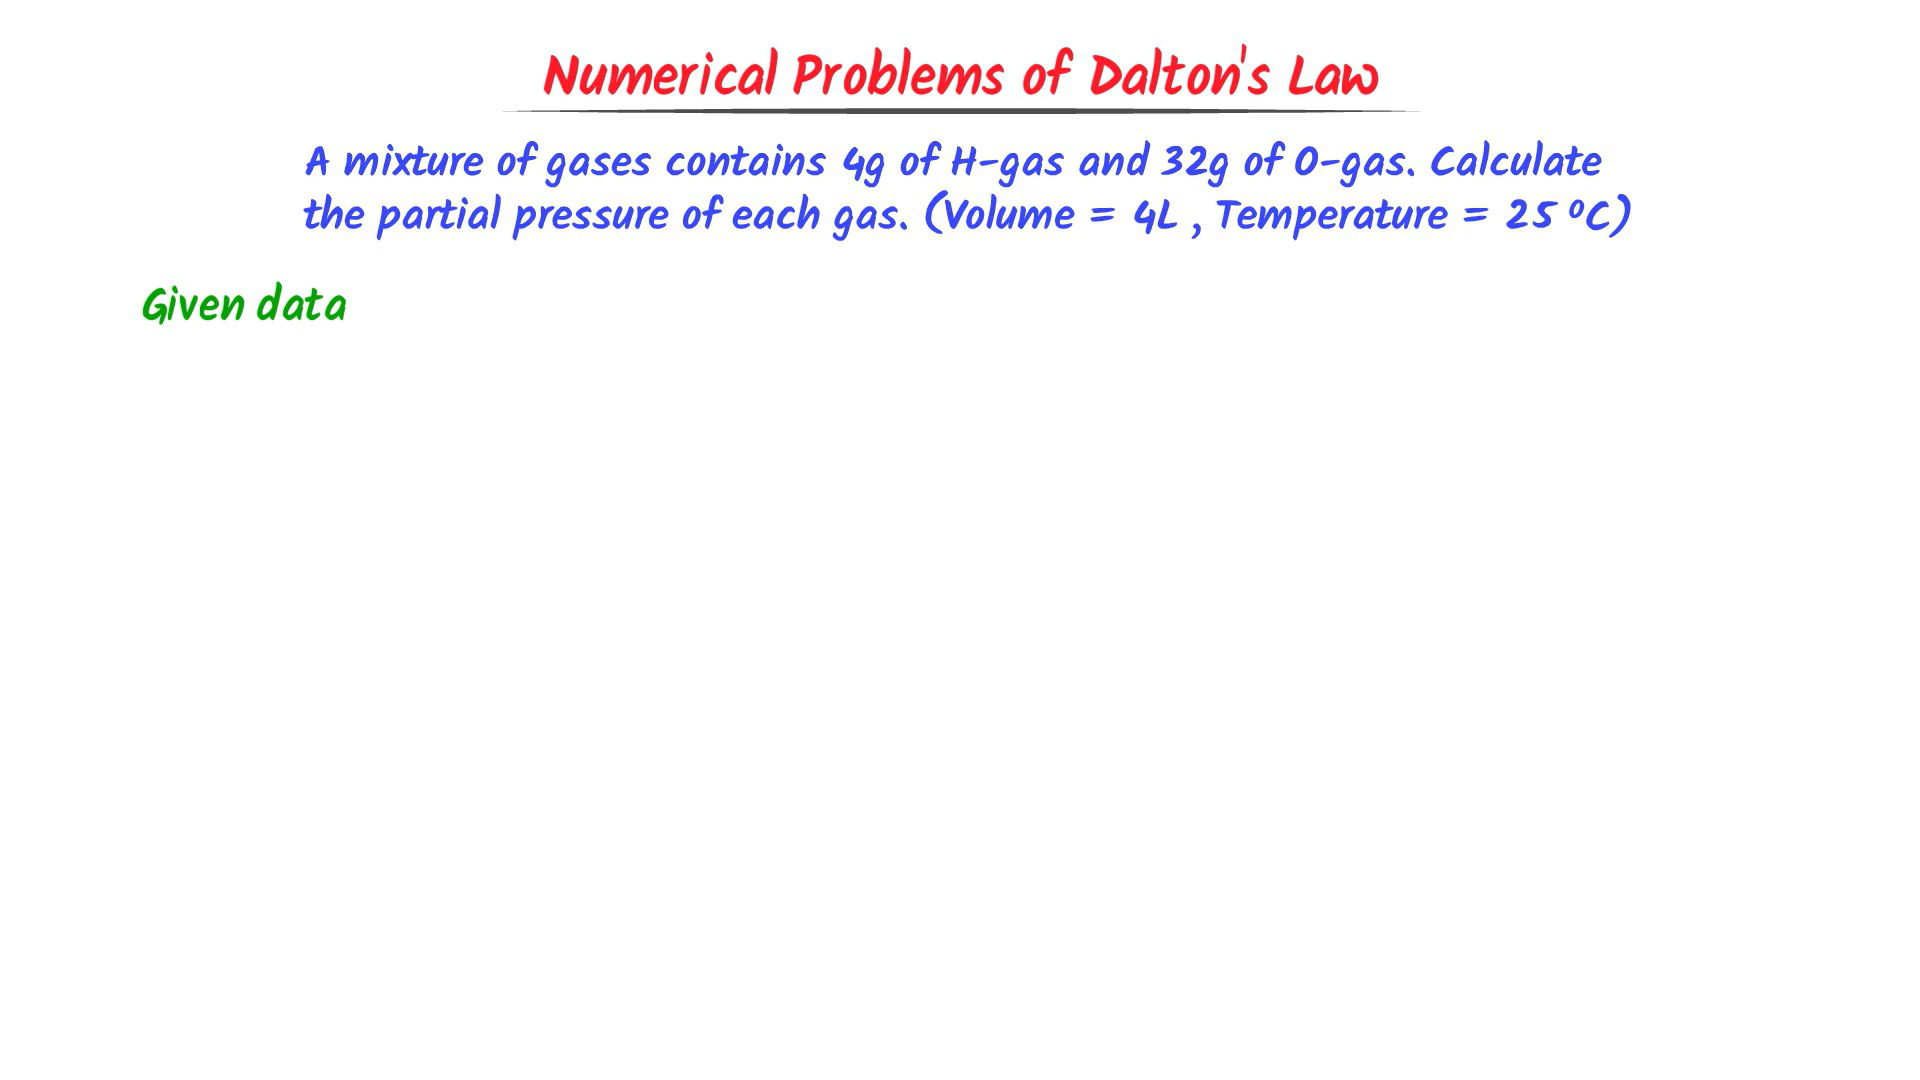 Numerical Problems of Dalton's Law
A mixture of gases contains 4g of H-gas and 32g of O-gas. Calculate
the partial pressure of each gas. (Volume = 4L , Temperature = 25 °C)
Given data